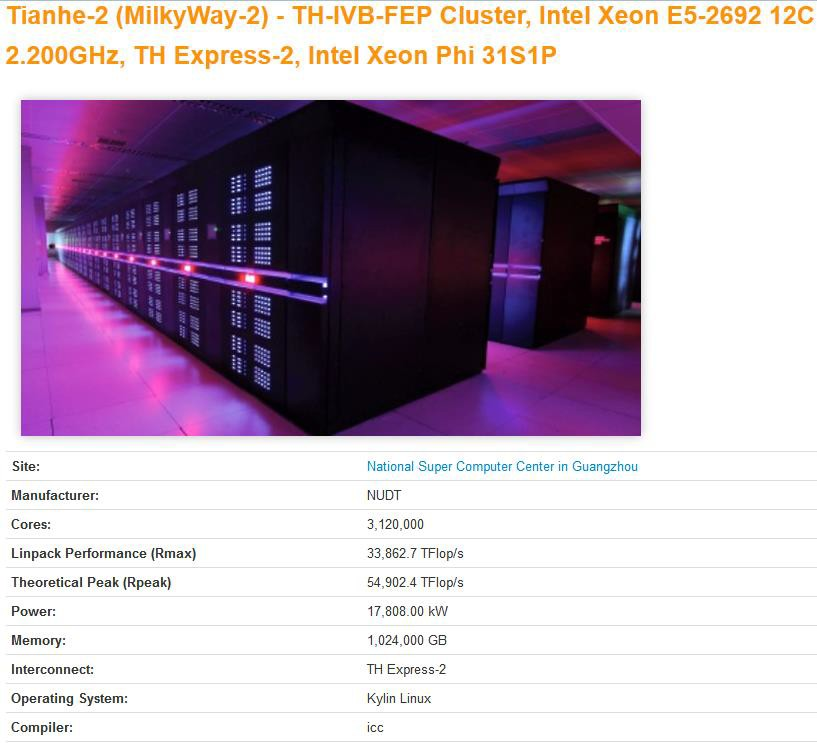 Tianhe-2 (MilkyWay-2) - TH-IVB-FEP Cluster, Intel Xeon E5-2692 12C
2.200GHz, TH Express-2, Intel Xeon Phi 31S1P
Site: National Super Computer Center in Guangzhou
Manufacturer: NUDT
Cores: 3,120,000
Linpack Performance (Rmax) 33,862.7 TFlop/s
Theoretical Peak (Rpeak) 54,902.4 TFlop/s
Power: 17,808.00 kW
Memory: 1,024,000 GB
Interconnect: TH Express-2
Operating System: Kylin Linux
Compiler: icc